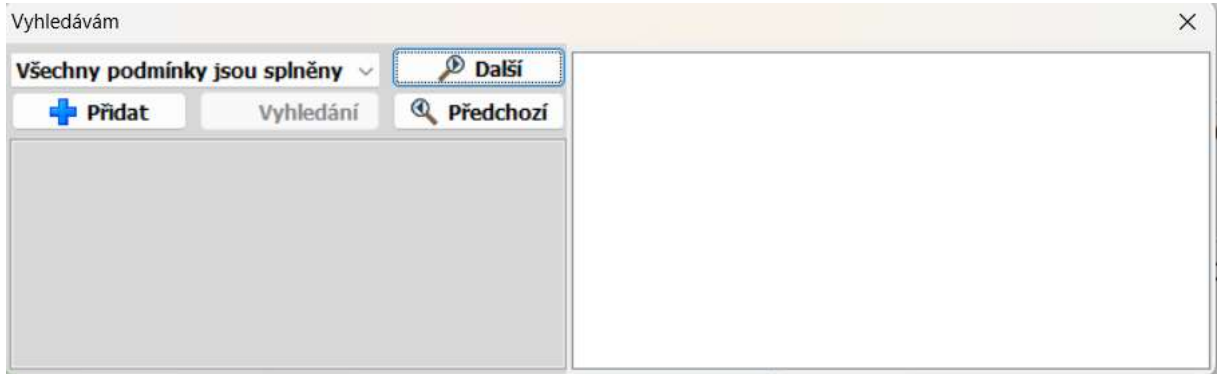 Vyhledávám
Všechny podmínky jsou splněny
Další
Přidat
Vyhledání
Předchozí